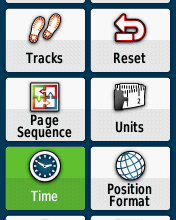 Tracks
Reset
Page
Sequence
Units
Time
Position
Format